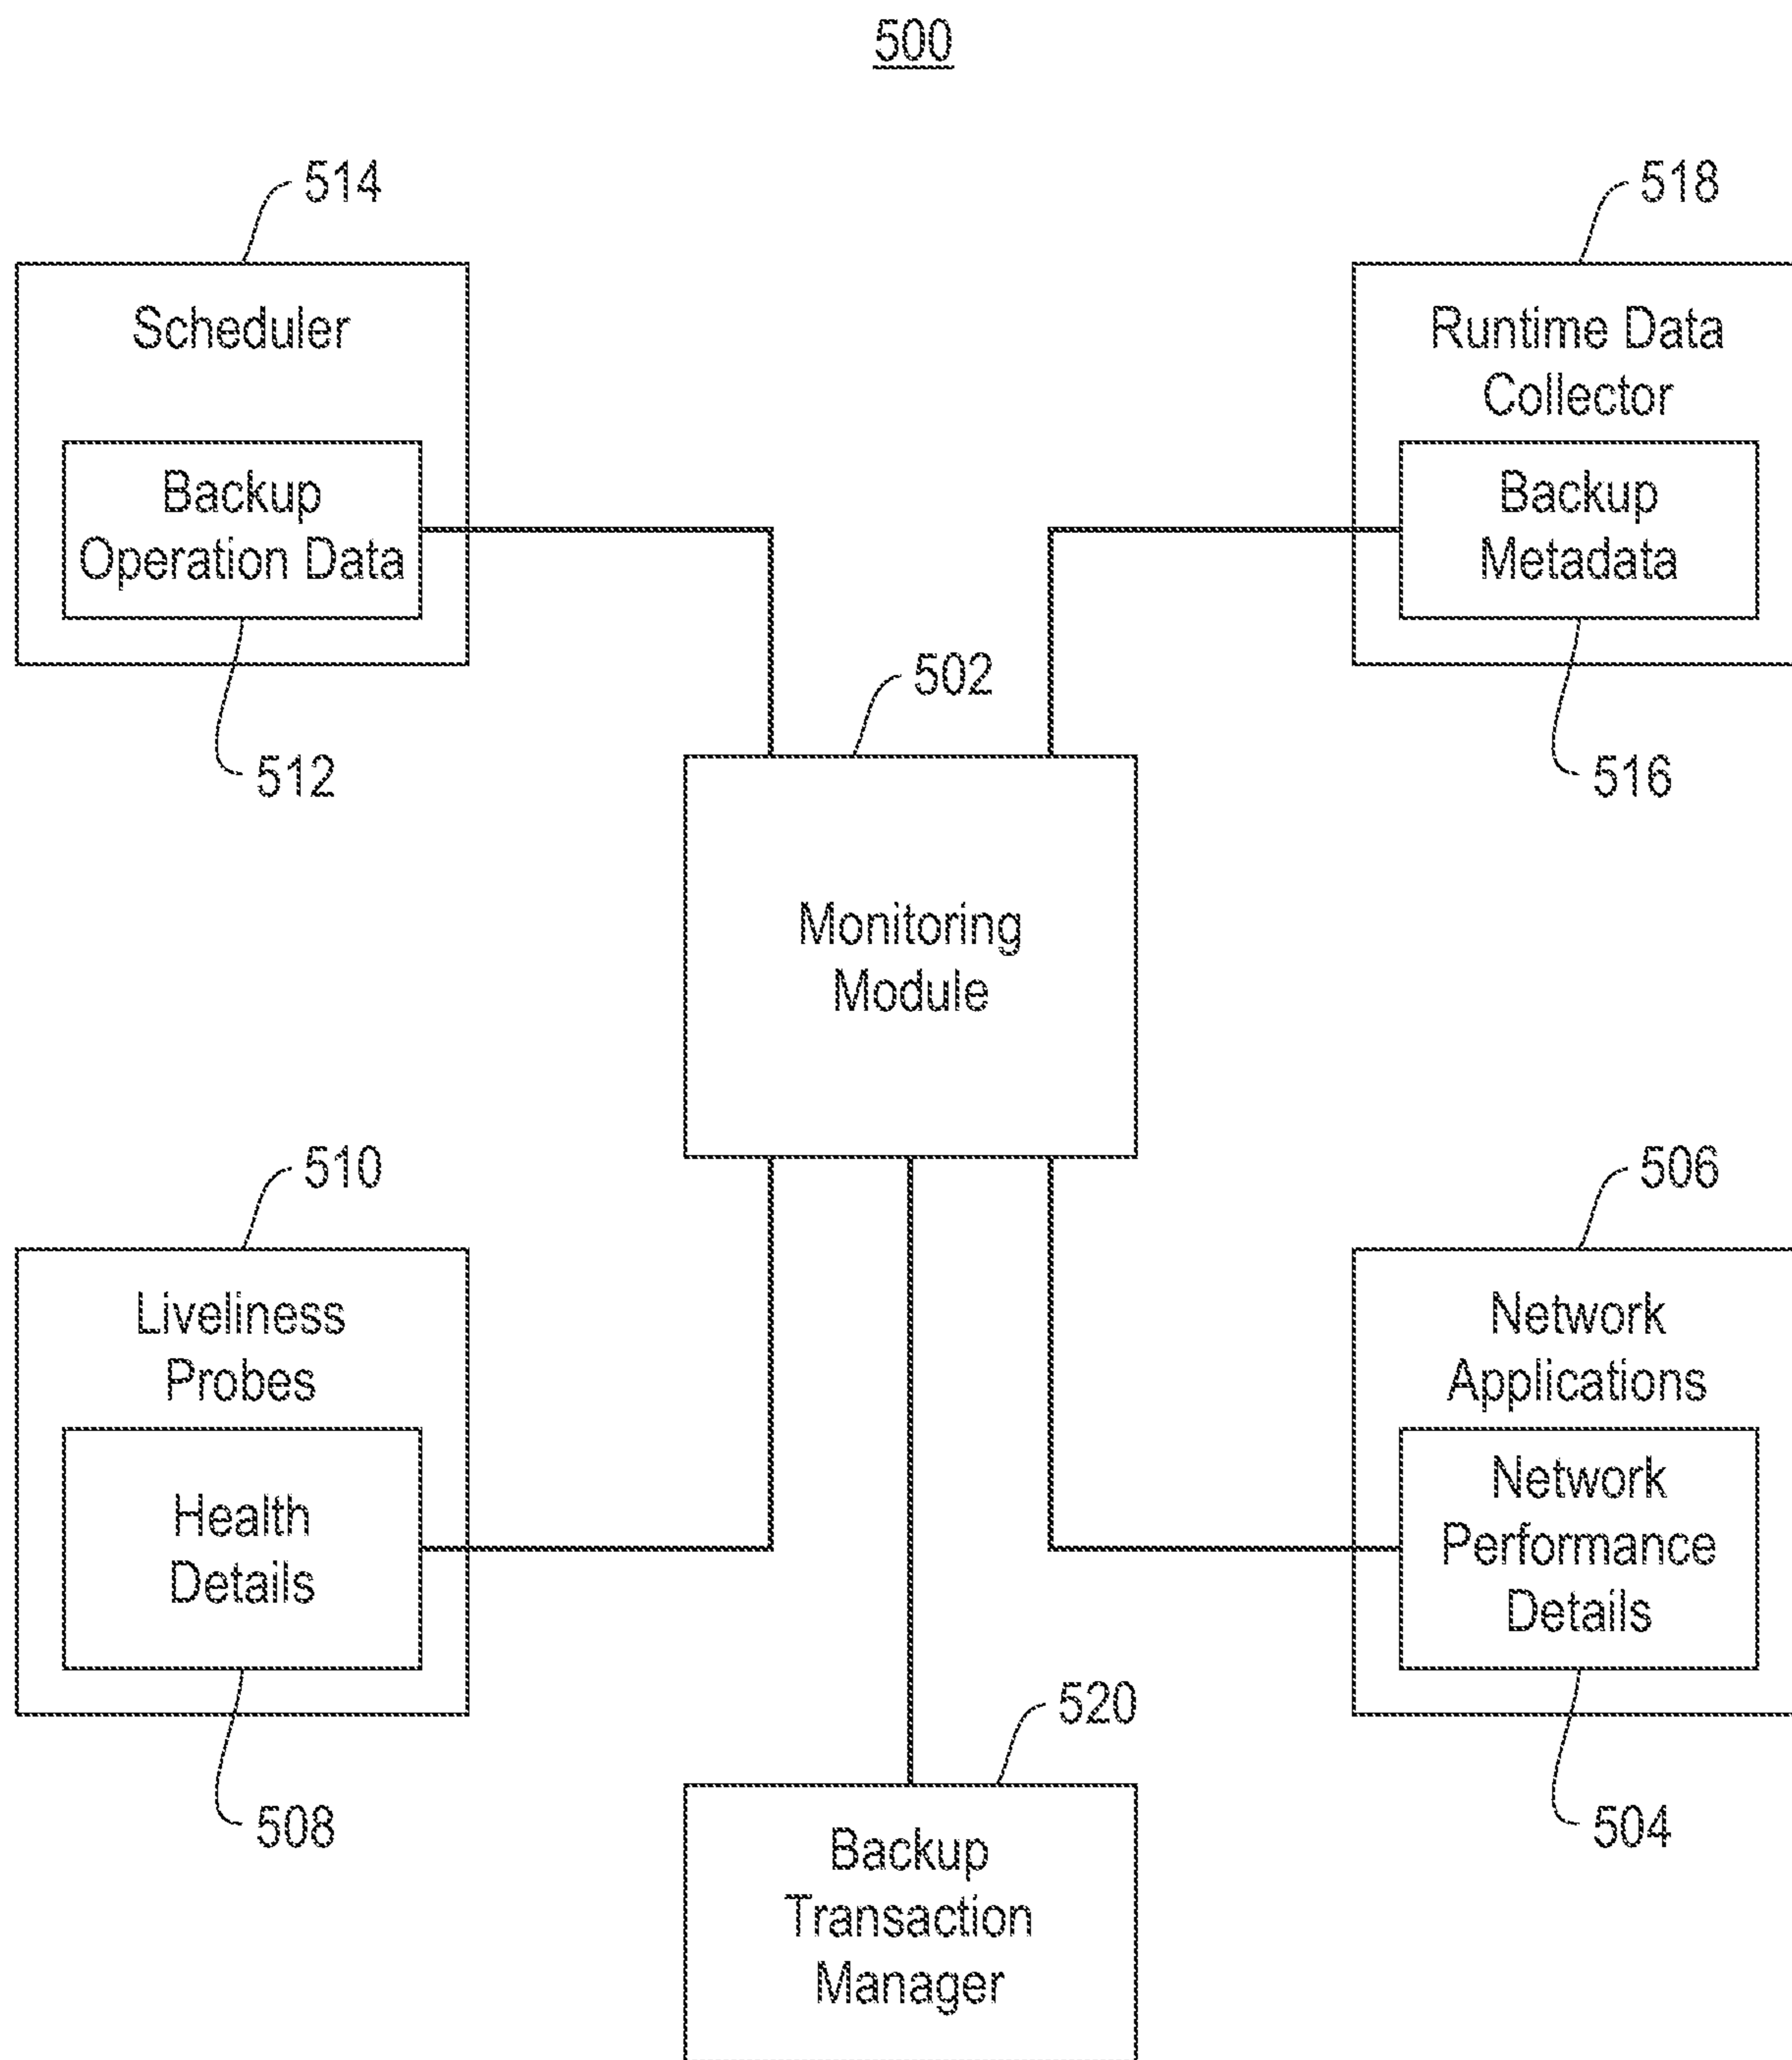 500
514
518
Scheduler
Runtime Data
Collector
Backup
Operation Data
Backup
Metadata
512
502
516
Monitoring
Module
510
506
Liveliness
Probes
Network
Applications
Health
Details
Network
Performance
Details
508
520
504
Backup
Transaction
Manager